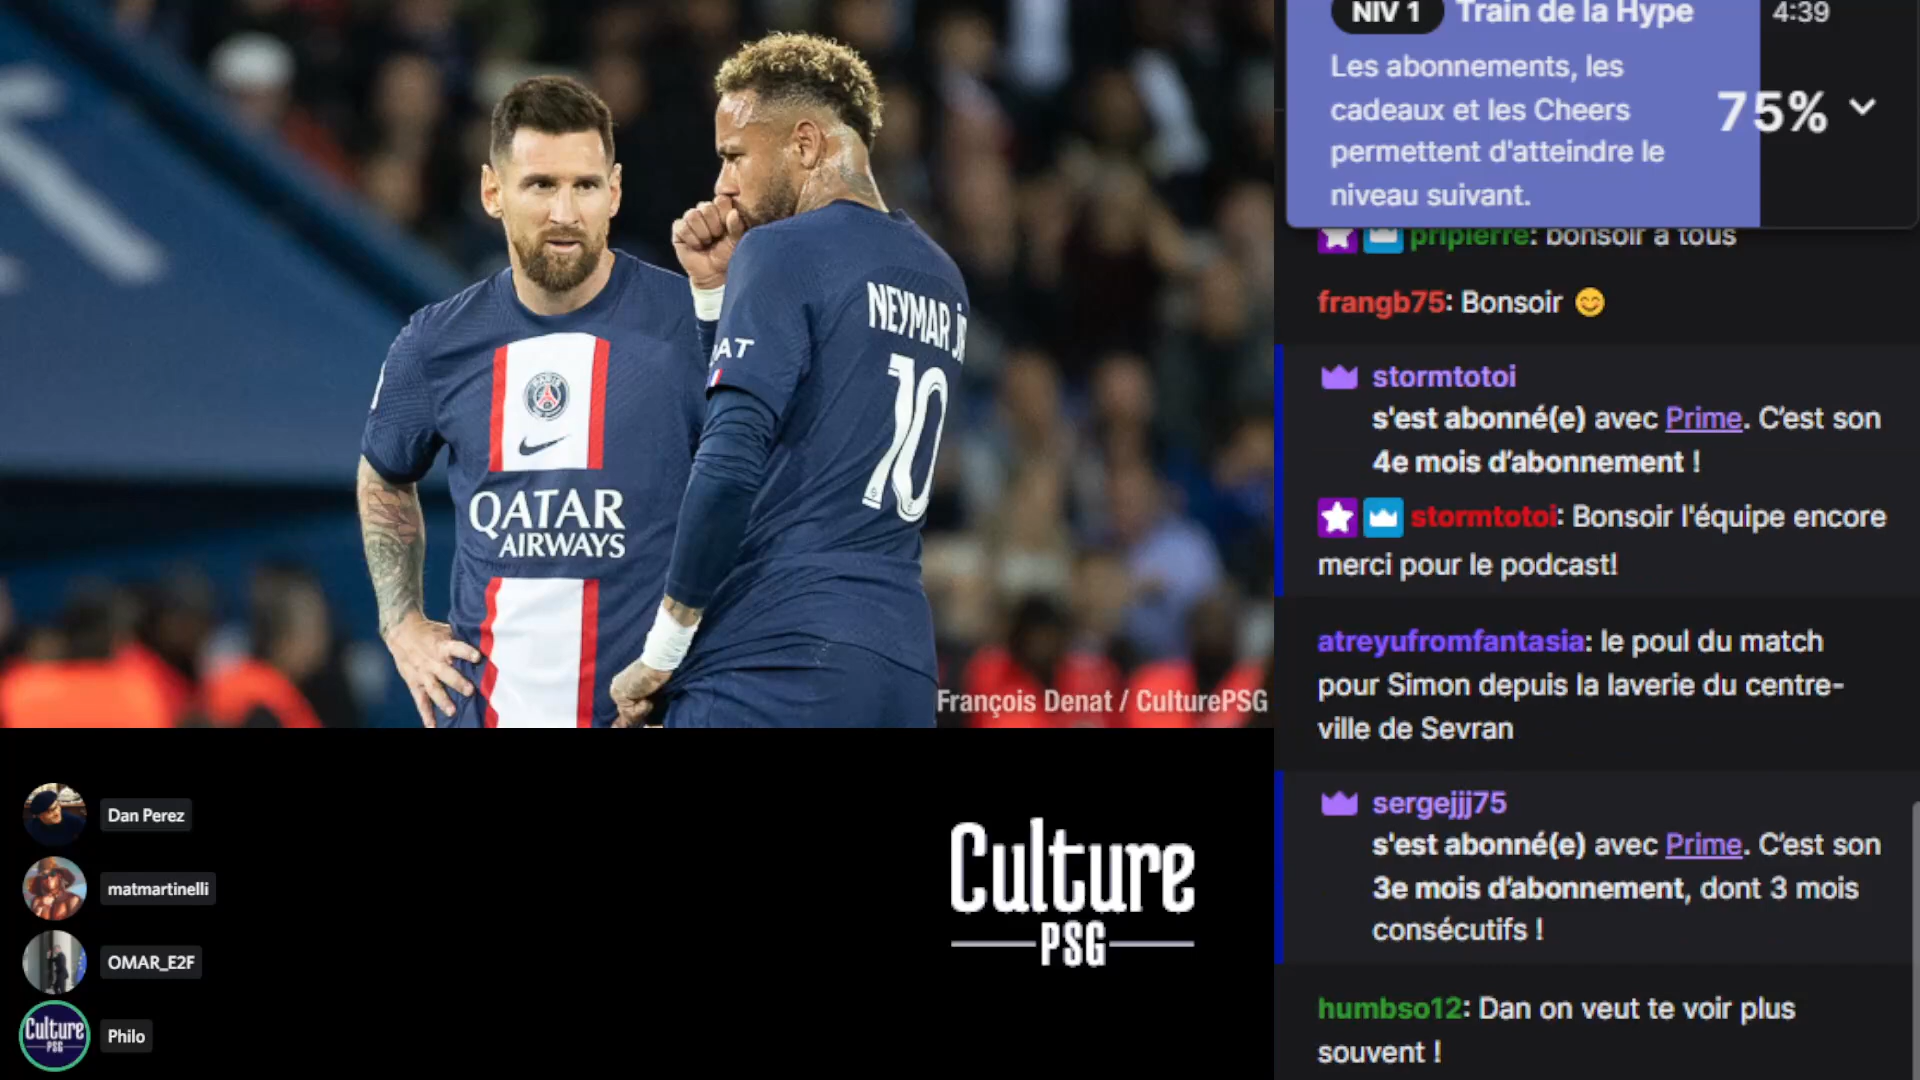 NIV 1 Train de la Hype 4:39
Les abonnements, les
cadeaux et les Cheers
permettent d'atteindre le
niveau suivant.
75%
pripierre: bonsoir à tous
frangb75: Bonsoir 😊
stormtotoi
s'est abonné(e) avec Prime. C’est son
4e mois d’abonnement !
stormtotoi: Bonsoir l'équipe encore
merci pour le podcast!
atreyufromfantasia: le poul du match
pour Simon depuis la laverie du centre-
ville de Sevran
sergejjj75
s'est abonné(e) avec Prime. C’est son
3e mois d’abonnement, dont 3 mois
consécutifs !
humbso12: Dan on veut te voir plus
souvent !
NEYMAR JR
10
PARIS
QATAR
AIRWAYS
François Denat / CulturePSG
Dan Perez
matmartinelli
OMAR_E2F
Culture
PSG
Philo
Culture
PSG